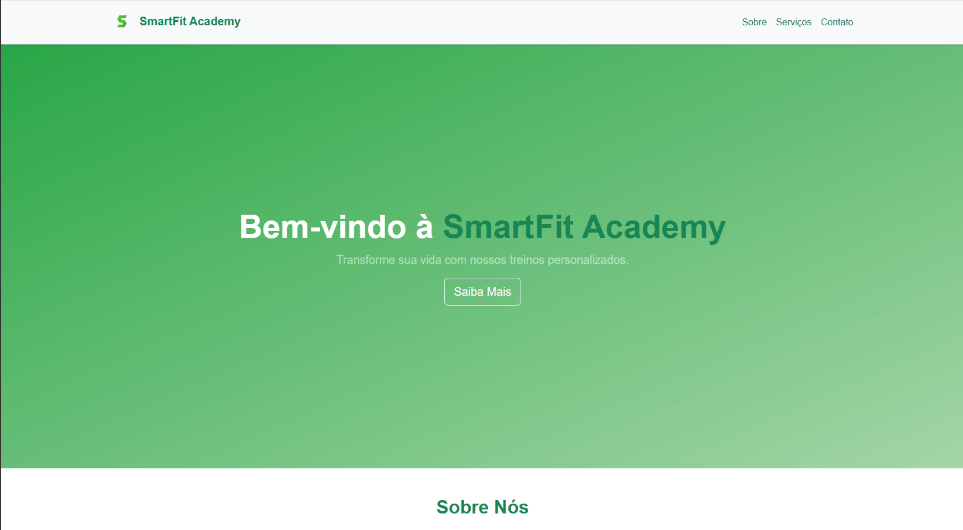 S SmartFit Academy
Sobre Serviços Contato
Bem-vindo à SmartFit Academy
Transforme sua vida com nossos treinos personalizados.
Saiba Mais
Sobre Nós